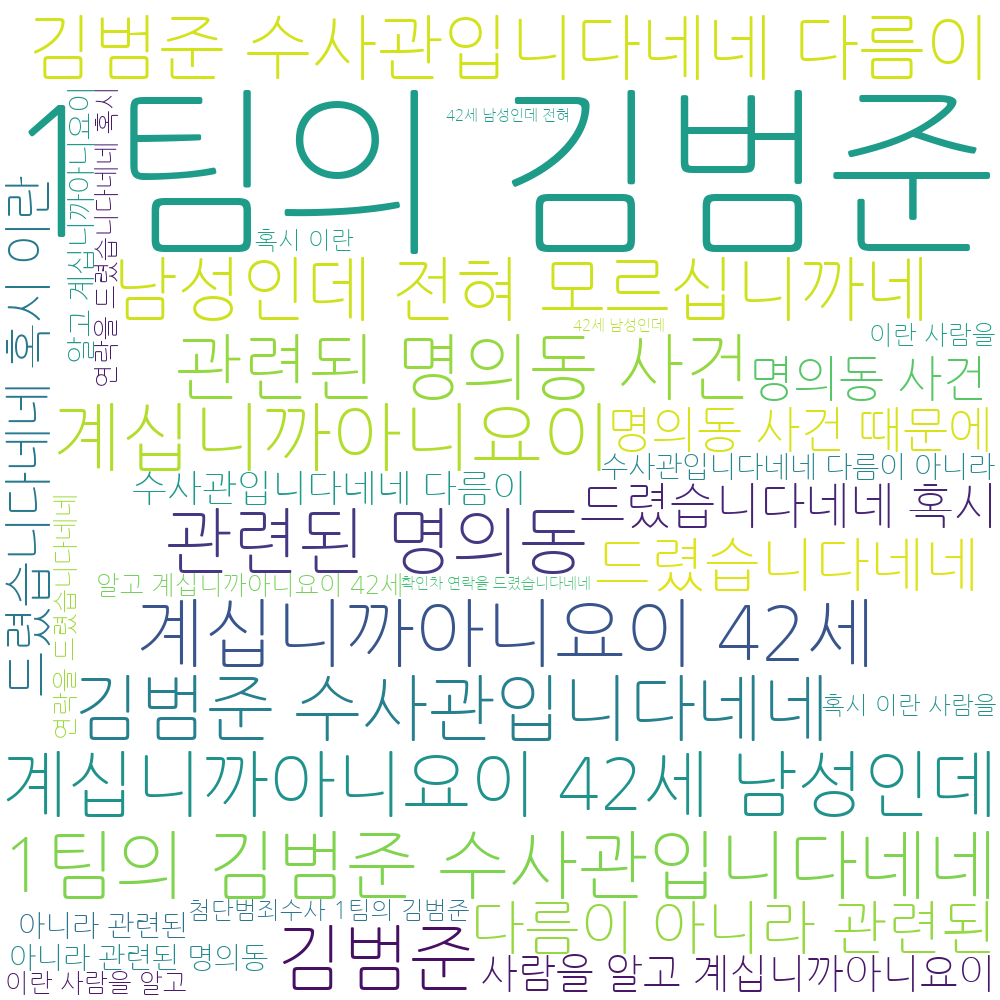 김범준 수사관입니다네네 다름이
1팀의 김범준
42세 남성인데 전혀
혹시 이란
알고 계십니까아니요이
연락을 드렸습니다네네 혹시
드렸습니다네네 혹시 이란
남성인데 전혀 모르십니까네
42세 남성인데
이란 사람을
관련된 명의동 사건
명의동 사건
계십니까아니요이
명의동 사건 때문에
수사관입니다네네 다름이 아니라
수사관입니다네네 다름이
드렸습니다네네 혹시
관련된 명의동
드렸습니다네네
연락을 드렸습니다네네
알고 계십니까아니요이 42세
확인차 연락을 드렸습니다네네
계십니까아니요이 42세
김범준 수사관입니다네네
혹시 이란 사람을
계십니까아니요이 42세 남성인데
1팀의 김범준 수사관입니다네네
첨단범죄수사 1팀의 김범준
아니라 관련된
다름이 아니라 관련된
김범준
아니라 관련된 명의동
사람을 알고 계십니까아니요이
이란 사람을 알고